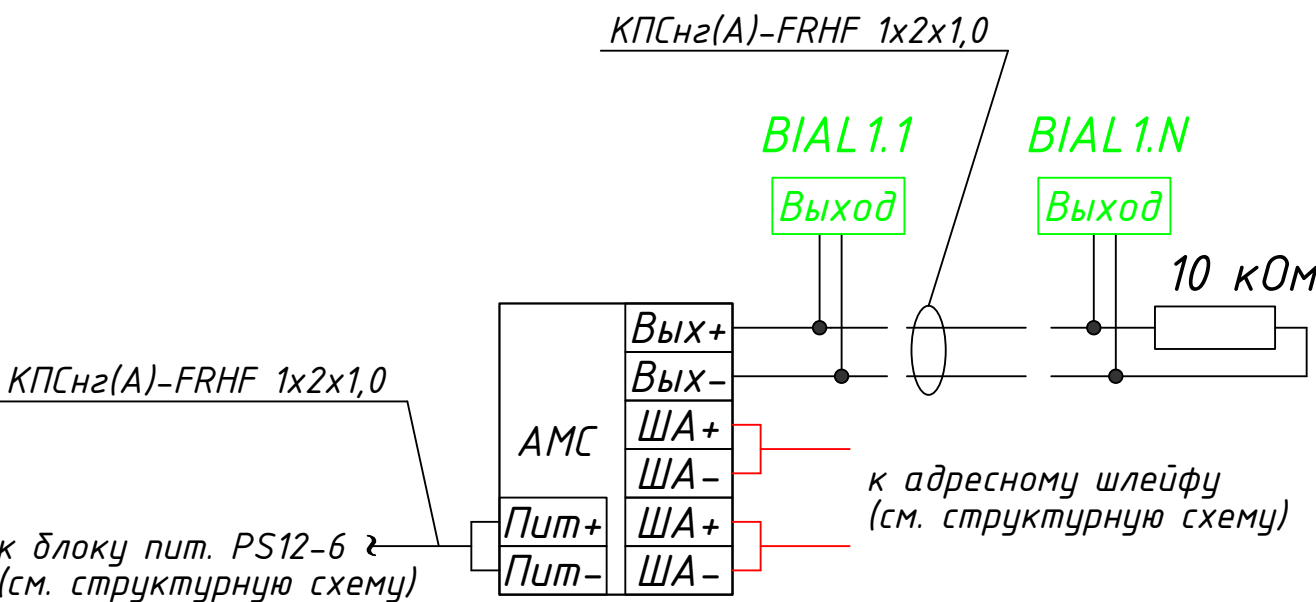 КПСнг(А)-FRHF 1х2х1,0
BIAL1.1
BIAL1.N
Выход
Выход
10 кОм
Вых+
Вых-
КПСнг(А)-FRHF 1х2х1,0
АМС
ША+
ША-
к адресному шлейфу
(см. структурную схему)
Пит+
ША+
к блоку пит. PS12-6
(см. структурную схему)
Пит-
ША-